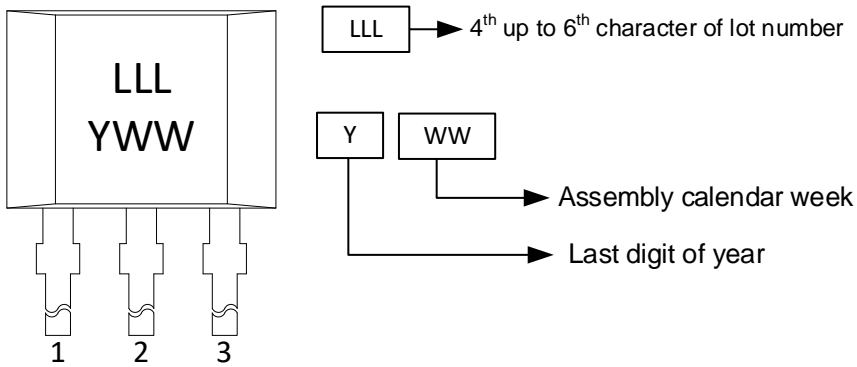 LLL
YWW
1 2 3
LLL 4th up to 6th character of lot number
Y WW
Assembly calendar week
Last digit of year